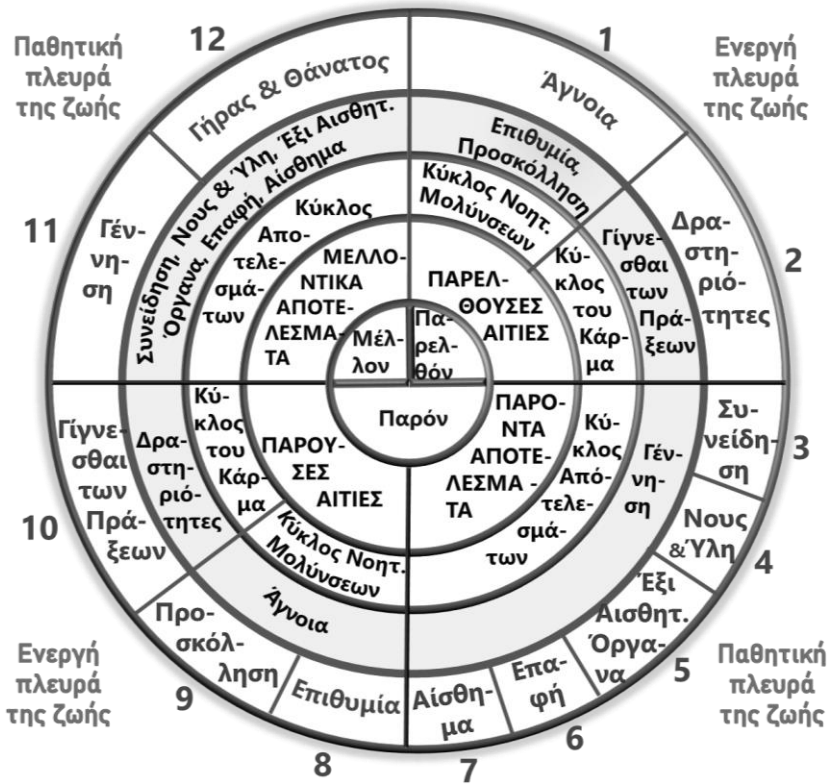 Παθητική
πλευρά
της ζωής
Ενεργή
πλευρά
της ζωής
12
1
Γήρας & Θάνατος
Άγνοια
Συνείδηση, Νους & Ύλη, Έξι Αισθητ.
Όργανα, Επαφή, Αίσθημα
Επιθυμία,
Προσκόλληση
Κύκλος
Απο-
τελε-
σμά-
των
Κύκλος Νοητ.
Μολύνσεων
11
Γέν-
νη-
ση
ΜΕΛΛΟ-
ΝΤΙΚΑ
ΑΠΟΤΕ-
ΛΕΣΜΑ-
ΤΑ
ΠΑΡΕΛ-
ΘΟΥΣΕΣ
ΑΙΤΙΕΣ
Κύ-
κλος
του
Κάρ-
μα
Γίγνε-
σθαι
των
Πρά-
ξεων
Δρα-
στη-
ριό-
τητες
2
Μέλ-
λον
Πα-
ρελ-
θόν
Παρόν
10
Γίγνε-
σθαι
των
Πρά-
ξεων
Δρα-
στη-
ριό-
τητες
Κύ-
κλος
του
Κάρ-
μα
ΠΑΡΟΥ-
ΣΕΣ
ΑΙΤΙΕΣ
ΠΑΡΟ-
ΝΤΑ
ΑΠΟΤΕ-
ΛΕΣΜΑ -
ΤΑ
Κύ-
κλος
Από-
τελε-
σμά-
των
Γέν-
νη-
ση
Συ-
νείδη-
ση
3
Νους
&Ύλη
4
Κύκλος Νοητ.
Μολύνσεων
Άγνοια
Έξι
Αισθητ.
Όργα-
να
5
Προ-
σκόλ-
ληση
9
Επιθυμία
8
Αίσθη-
μα
7
Επα-
φή
6
Ενεργή
πλευρά
της ζωής
Παθητική
πλευρά
της ζωής